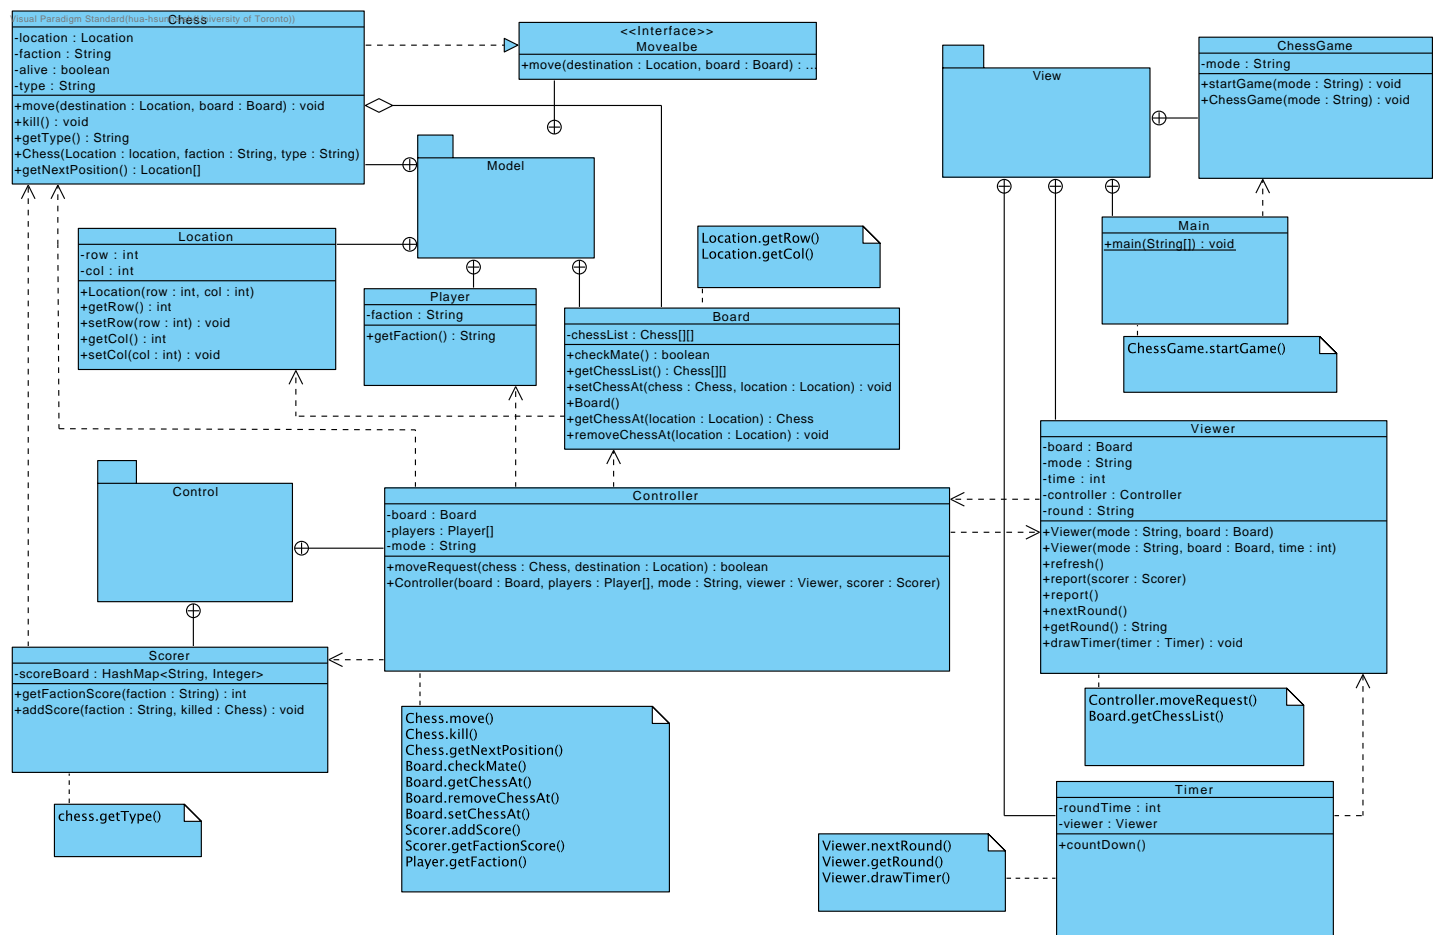 Visual Paradigm Standard(hua-hsun University of Toronto))
Chess
-location : Location
-faction : String
-alive : boolean
-type : String
+move(destination : Location, board : Board) : void
+kill() : void
+getType() : String
+Chess(Location : location, faction : String, type : String)
+getNextPosition() : Location[]
<<Interface>>
Movealbe
+move(destination : Location, board : Board) : ...
View
ChessGame
-mode : String
+startGame(mode : String) : void
+ChessGame(mode : String) : void
Model
Main
+main(String[]) : void
ChessGame.startGame()
Location
-row : int
-col : int
+Location(row : int, col : int)
+getRow() : int
+setRow(row : int) : void
+getCol() : int
+setCol(col : int) : void
Player
-faction : String
+getFaction() : String
Location.getRow()
Location.getCol()
Board
-chessList : Chess[][]
+checkMate() : boolean
+getChessList() : Chess[][]
+setChessAt(chess : Chess, location : Location) : void
+Board()
+getChessAt(location : Location) : Chess
+removeChessAt(location : Location) : void
Viewer
-board : Board
-mode : String
-time : int
-controller : Controller
-round : String
+Viewer(mode : String, board : Board)
+Viewer(mode : String, board : Board, time : int)
+refresh()
+report(scorer : Scorer)
+report()
+nextRound()
+getRound() : String
+drawTimer(timer : Timer) : void
Control
Controller
-board : Board
-players : Player[]
-mode : String
+moveRequest(chess : Chess, destination : Location) : boolean
+Controller(board : Board, players : Player[], mode : String, viewer : Viewer, scorer : Scorer)
Scorer
-scoreBoard : HashMap<String, Integer>
+getFactionScore(faction : String) : int
+addScore(faction : String, killed : Chess) : void
chess.getType()
Chess.move()
Chess.kill()
Chess.getNextPosition()
Board.checkMate()
Board.getChessAt()
Board.removeChessAt()
Board.setChessAt()
Scorer.addScore()
Scorer.getFactionScore()
Player.getFaction()
Controller.moveRequest()
Board.getChessList()
Timer
-roundTime : int
-viewer : Viewer
+countDown()
Viewer.nextRound()
Viewer.getRound()
Viewer.drawTimer()